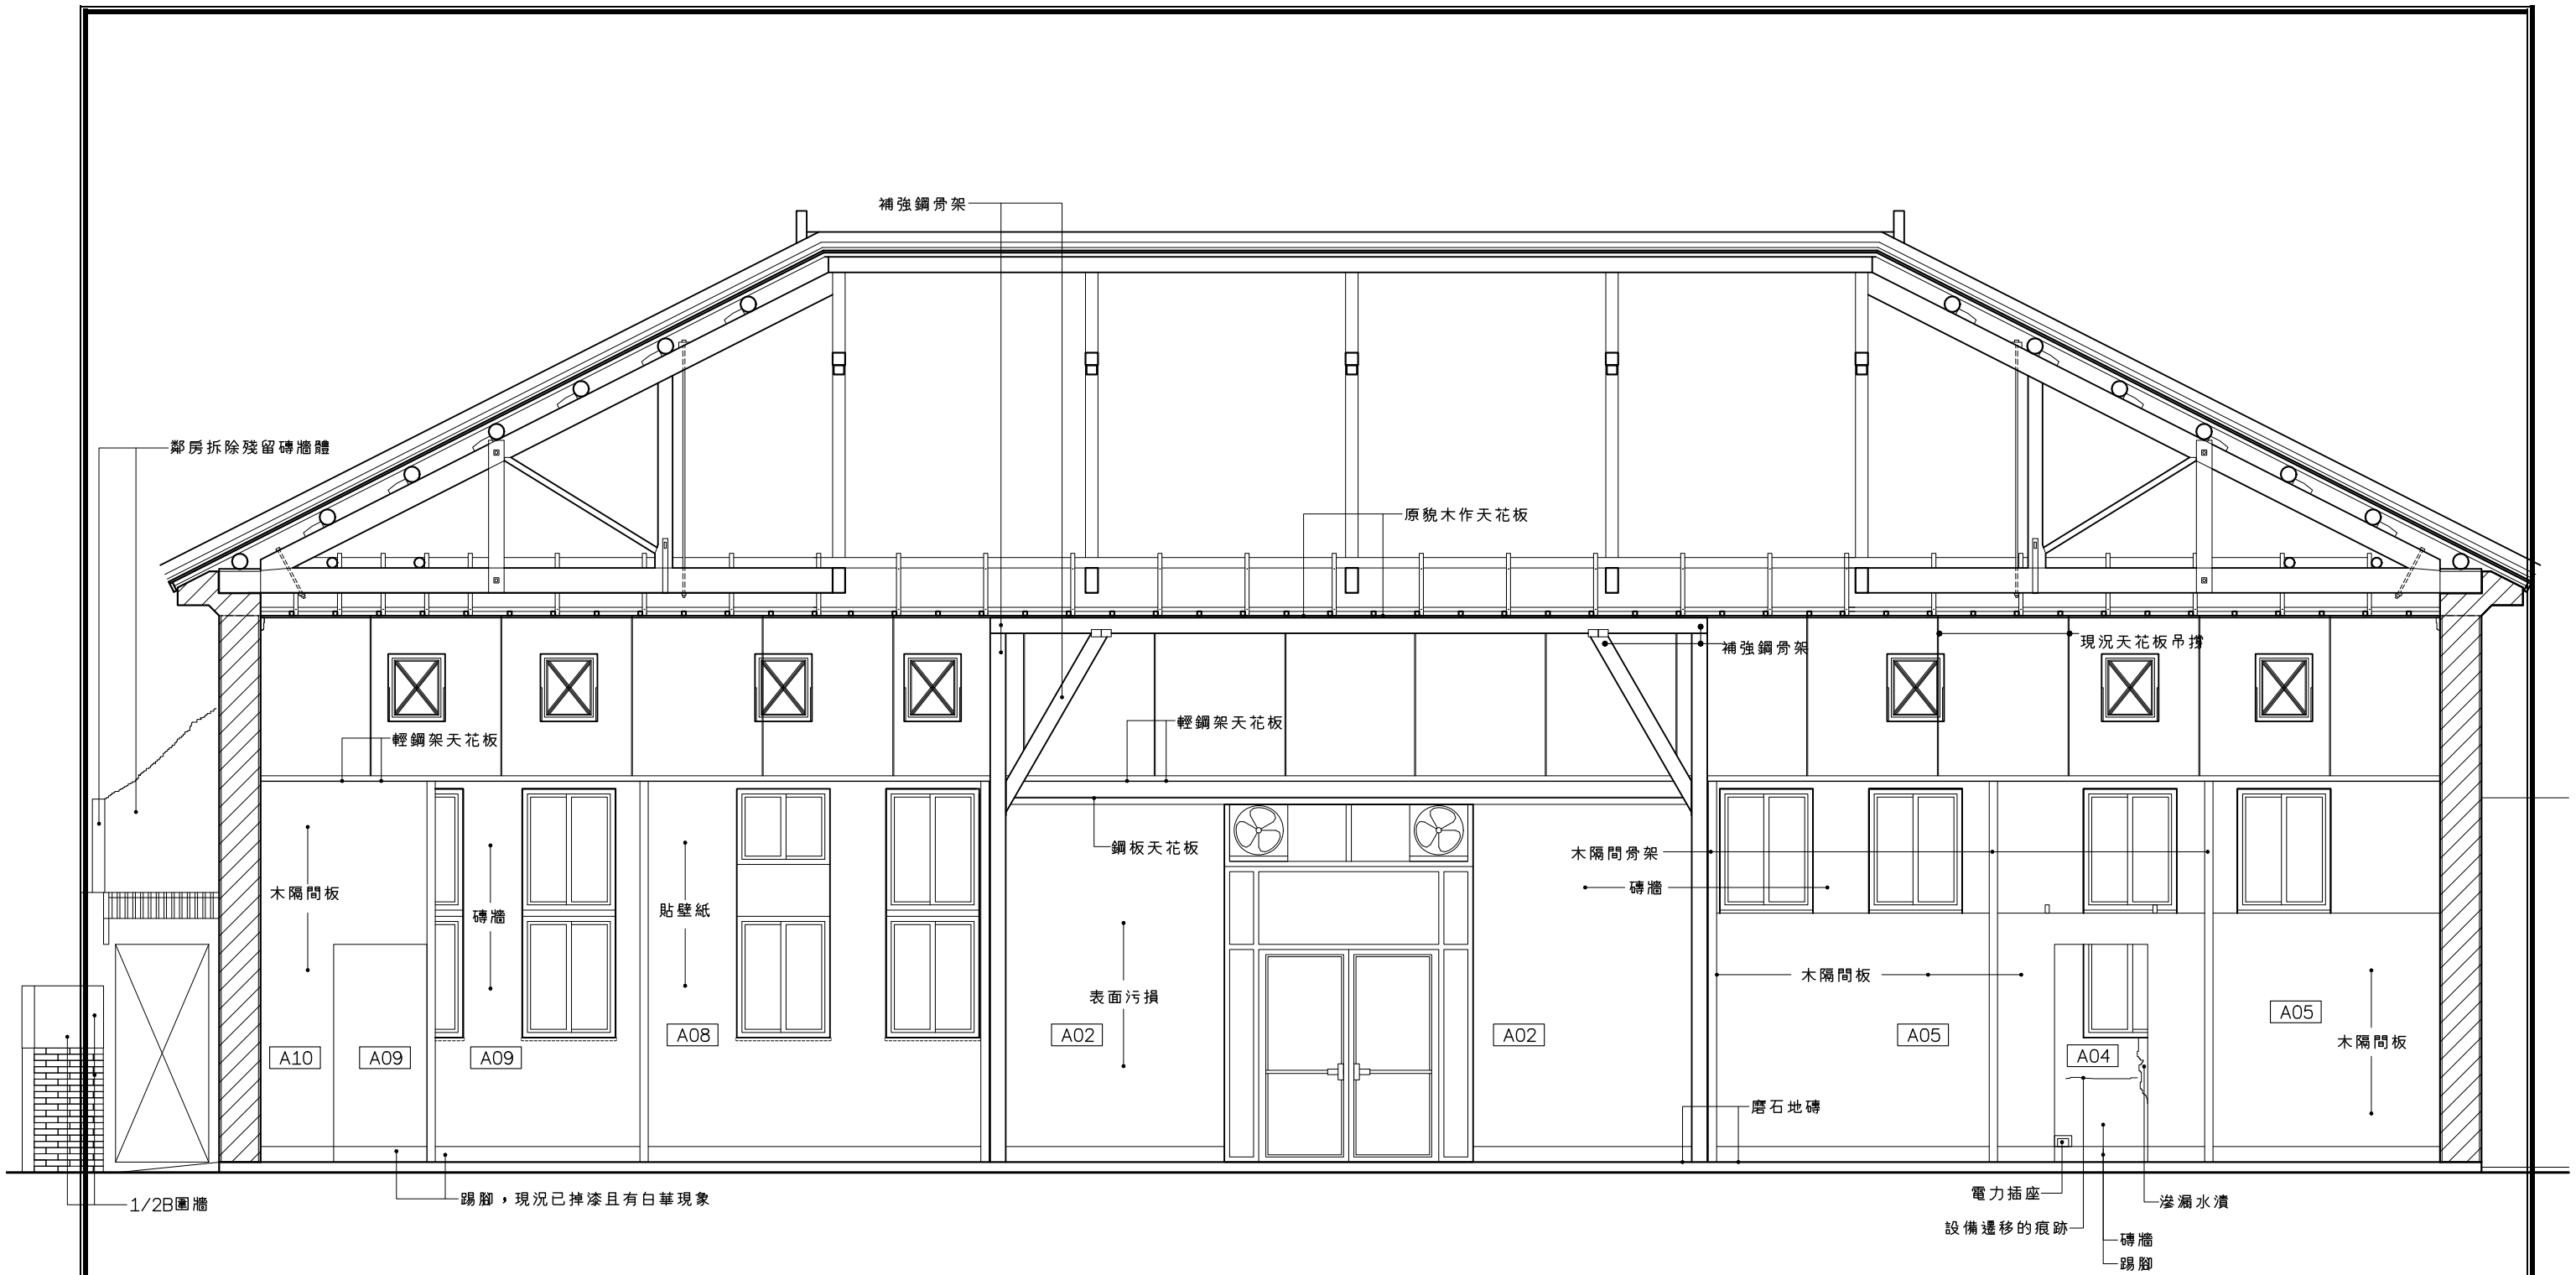 補強鋼骨架
鄰房拆除殘留磚牆體
原貌木作天花板
補強鋼骨架
現況天花板吊撐
輕鋼架天花板
輕鋼架天花板
鋼板天花板
木隔間骨架
磚牆
木隔間板
磚牆
貼壁紙
木隔間板
表面污損
A02
A02
A08
A05
A05
木隔間板
A10
A09
A09
A04
磨石地磚
踢腳，現況已掉漆且有白華現象
1/2B圍牆
電力插座
滲漏水漬
設備遷移的痕跡
磚牆
踢腳